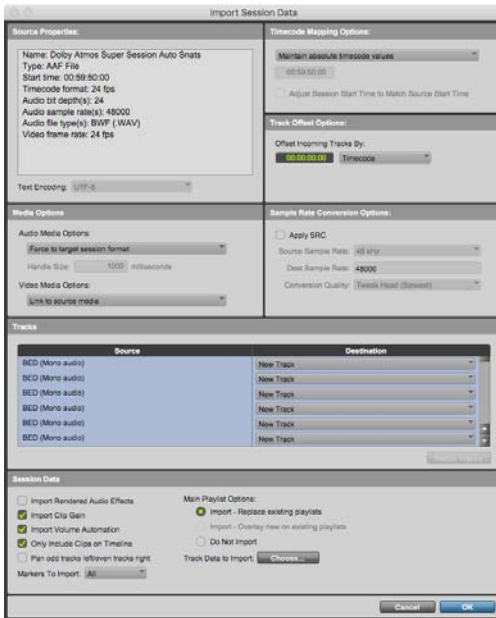 Import Session Data
Source Properties:
Name: Dolby Atmos Super Session Auto Snats
Type: AAF File
Start time: 00:59:50:00
Timecode format: 24 fps
Audio bit depth(s): 24
Audio sample rate(s): 48000
Audio file type(s): BWF (.WAV)
Video frame rate: 24 fps
Text Encoding: UTF-8
Timecode Mapping Options:
Maintain absolute timecode values
00:59:50:00
Adjust Session Start Time to Match Source Start Time
Track Offset Options:
Offset Incoming Tracks By:
00:00:00:00 Timecode
Media Options
Audio Media Options:
Force to target session format
Handle Size: 1000 milliseconds
Video Media Options:
Link to source media
Sample Rate Conversion Options:
Apply SRC
Source Sample Rate: 48 kHz
Dest Sample Rate: 48000
Conversion Quality: Tweak Head (Slowest)
Tracks
Source Destination
BED (Mono audio) New Track
BED (Mono audio) New Track
BED (Mono audio) New Track
BED (Mono audio) New Track
BED (Mono audio) New Track
BED (Mono audio) New Track
Session Data
Import Rendered Audio Effects
Import Clip Gain
Import Volume Automation
Only Include Clips on Timeline
Pan odd tracks left/even tracks right
Markers To Import: All
Main Playlist Options:
Import - Replace existing playlists
Import - Overlay new on existing playlists
Do Not Import
Track Data to Import: Choose...
Cancel OK